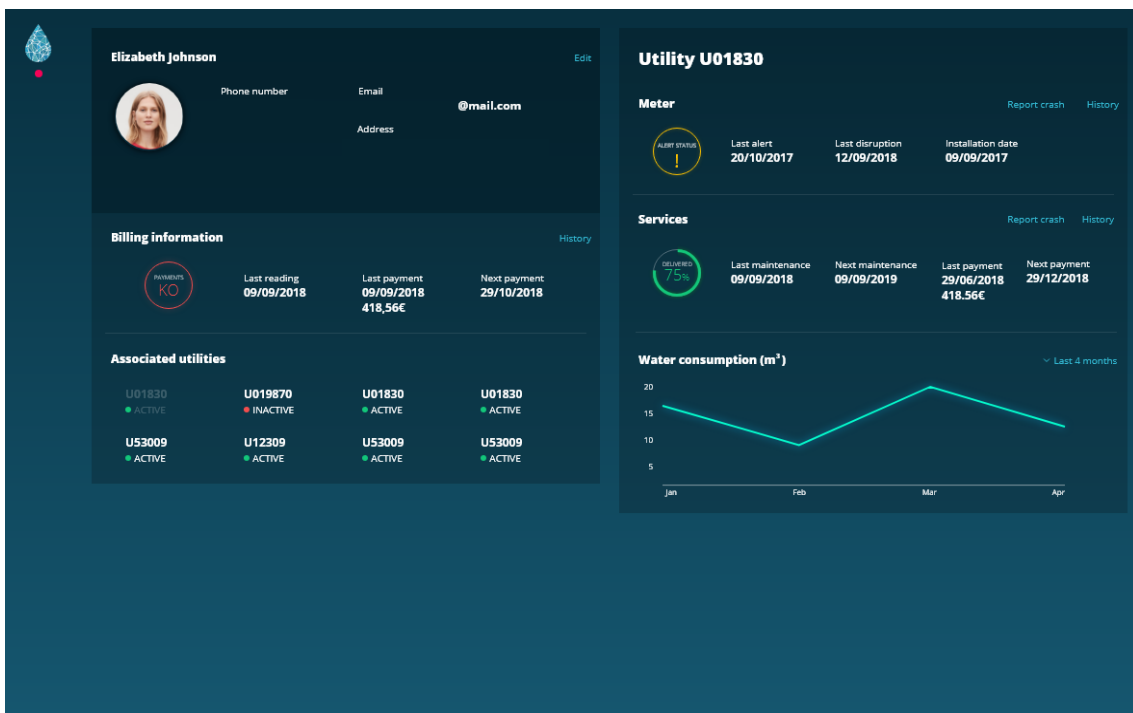 Elizabeth Johnson
Edit
Phone number
Email
@mail.com
Address
Billing information
History
PAYMENTS
KO
Last reading
09/09/2018
Last payment
09/09/2018
418,56€
Next payment
29/10/2018
Associated utilities
U01830
ACTIVE
U019870
INACTIVE
U01830
ACTIVE
U01830
ACTIVE
U53009
ACTIVE
U12309
ACTIVE
U53009
ACTIVE
U53009
ACTIVE
Utility U01830
Meter
Report crash
History
ALERT STATUS
!
Last alert
20/10/2017
Last disruption
12/09/2018
Installation date
09/09/2017
Services
Report crash
History
DELIVERED
75%
Last maintenance
09/09/2018
Next maintenance
09/09/2019
Last payment
29/06/2018
418.56€
Next payment
29/12/2018
Water consumption (m³)
Last 4 months
20
15
10
5
Jan
Feb
Mar
Apr